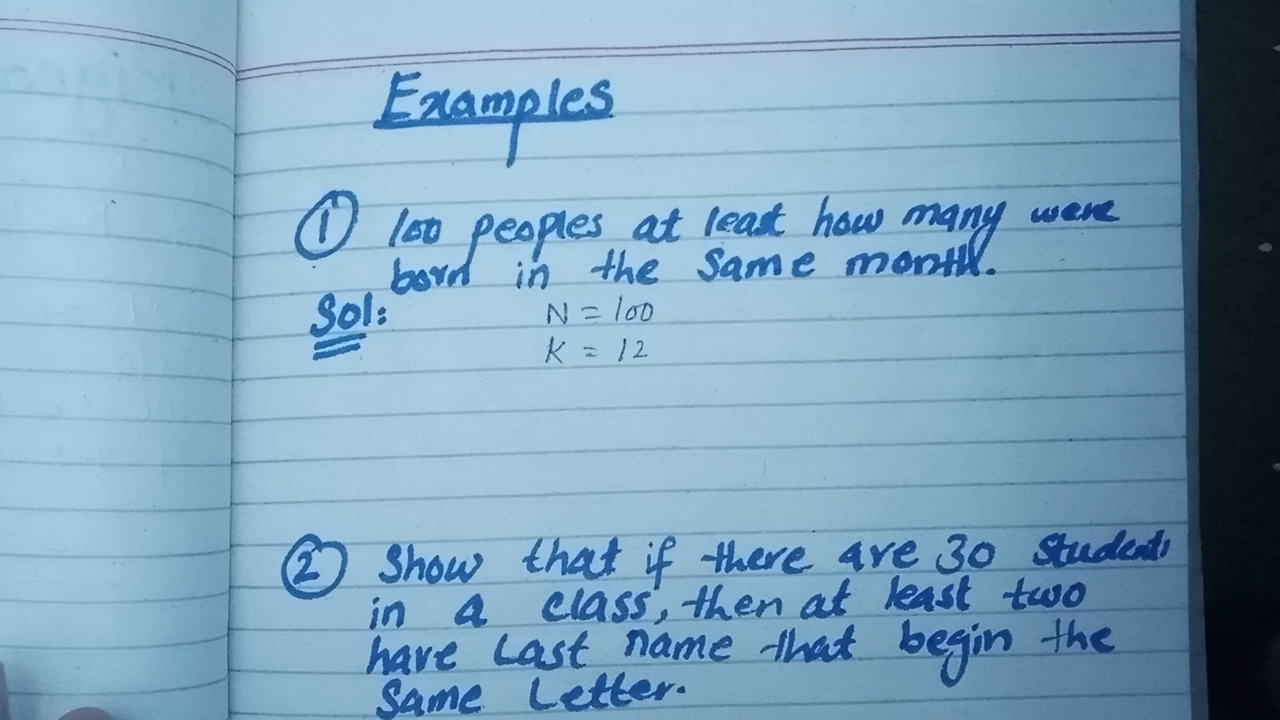 Examples
① 100 peoples at least how many were
born in the same month.
Sol: N = 100
K = 12
② Show that if there are 30 students
in a class, then at least two
have Last name that begin the
Same Letter.